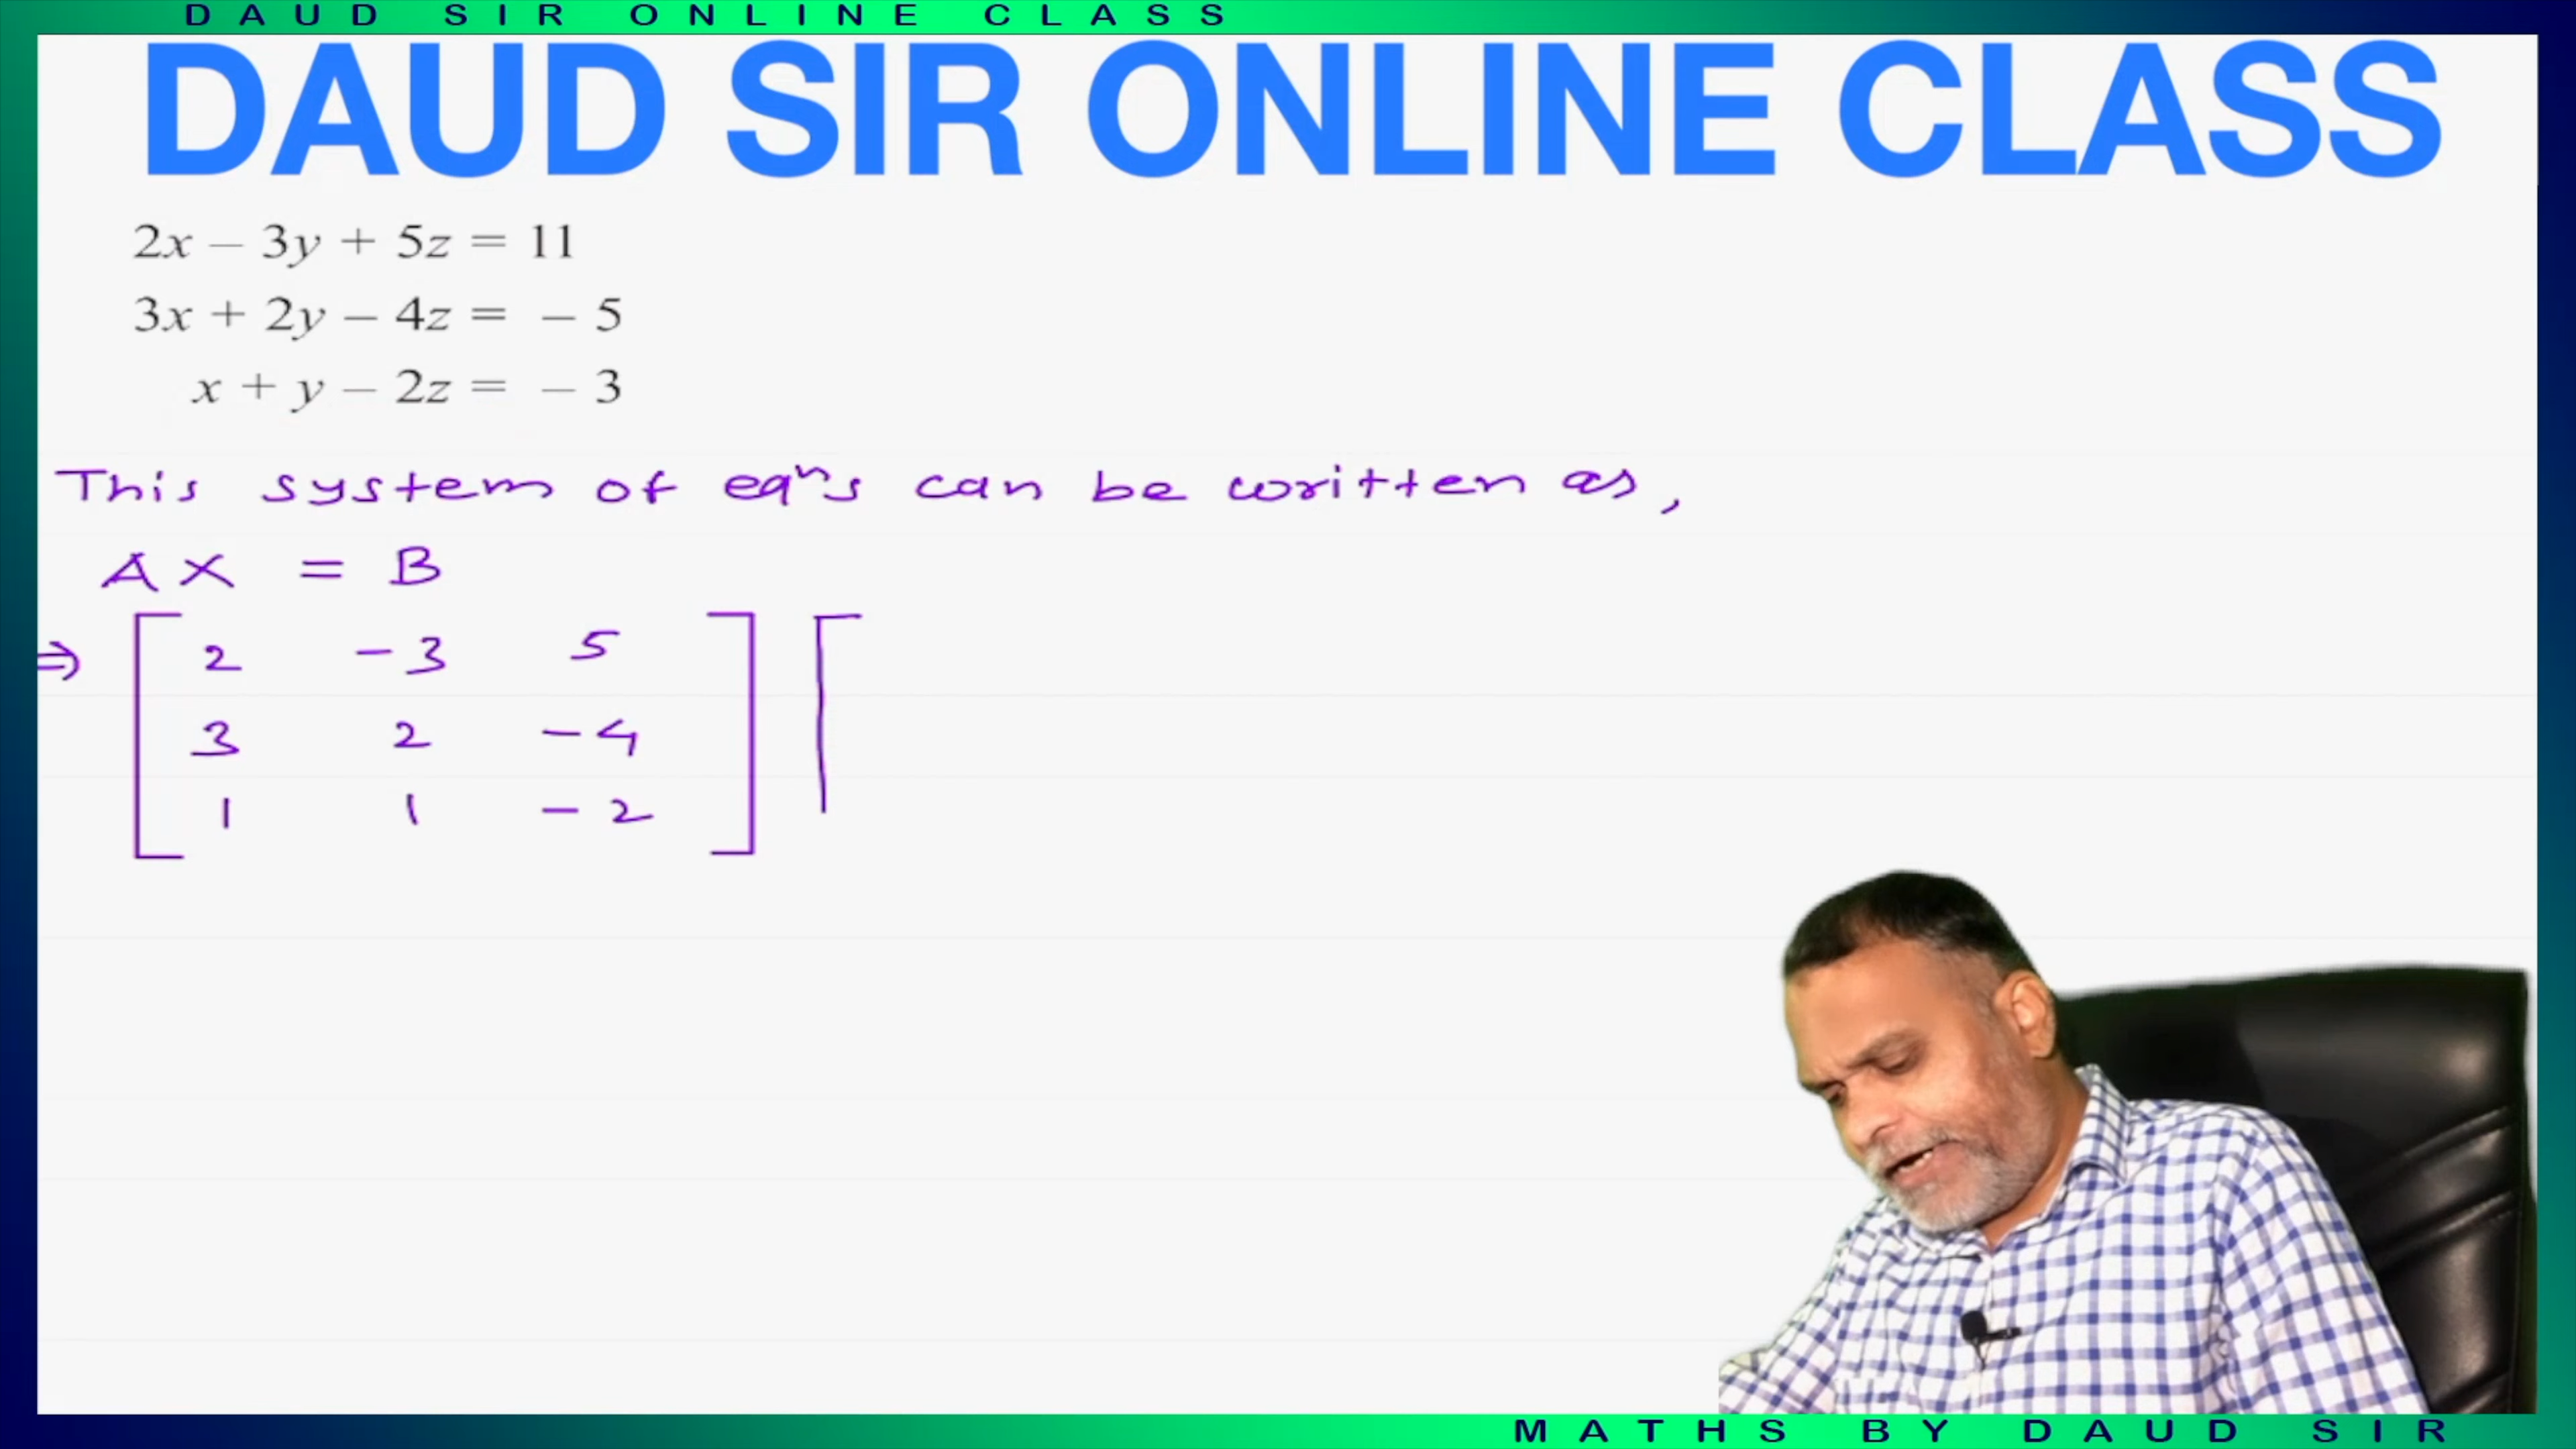 DAUD SIR ONLINE CLASS
DAUD SIR ONLINE CLASS
2x – 3y + 5z = 11
3x + 2y – 4z = – 5
x + y – 2z = – 3
This system of eqⁿs can be written as,
AX = B
⇒ [ 2 -3 5 ] [
3 2 -4
1 1 -2
MATHS BY DAUD SIR